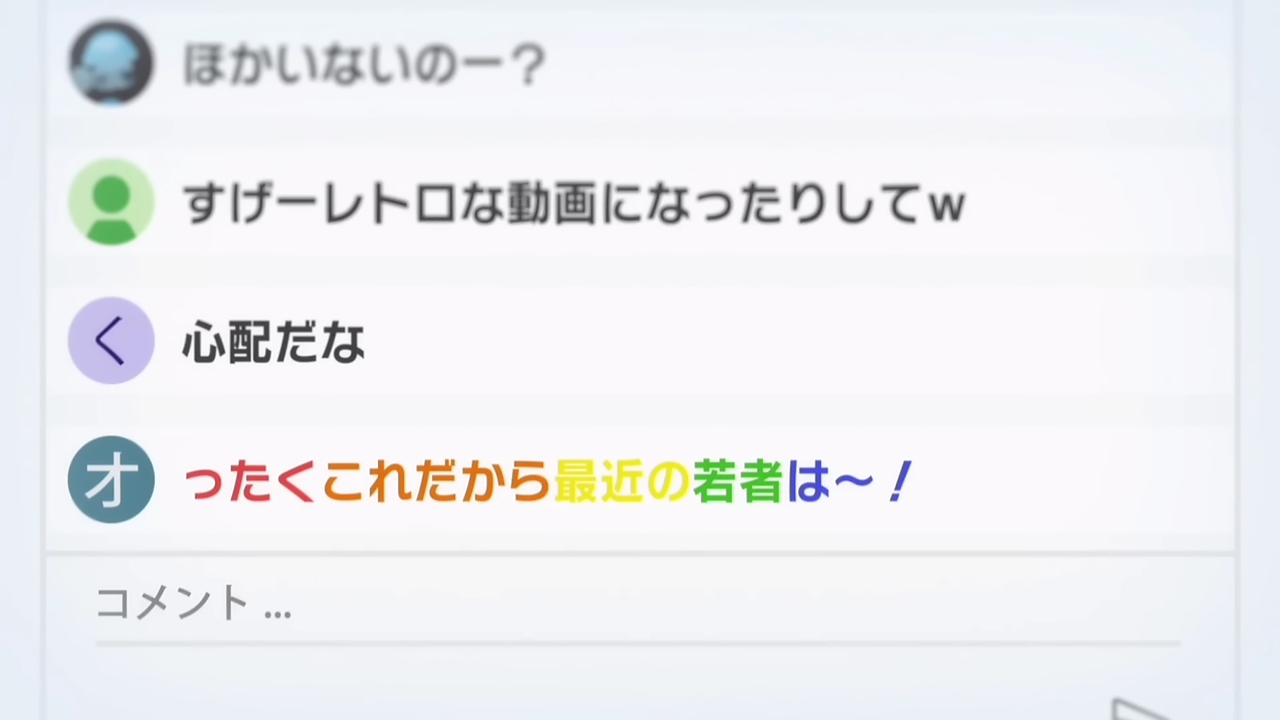 ほかいないのー？
すげーレトロな動画になったりしてw
く
心配だな
オ
ったくこれだから最近の若者は～！
コメント ...